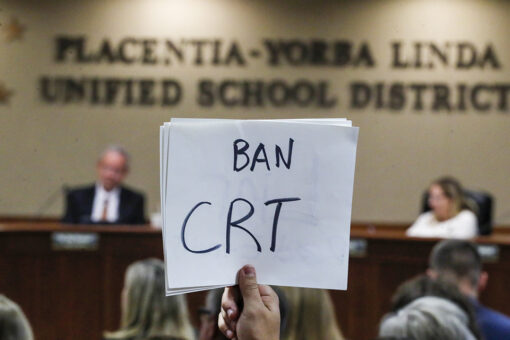 PLACENTIA-YORBA LINDA
UNIFIED SCHOOL DISTRICT
BAN
CRT